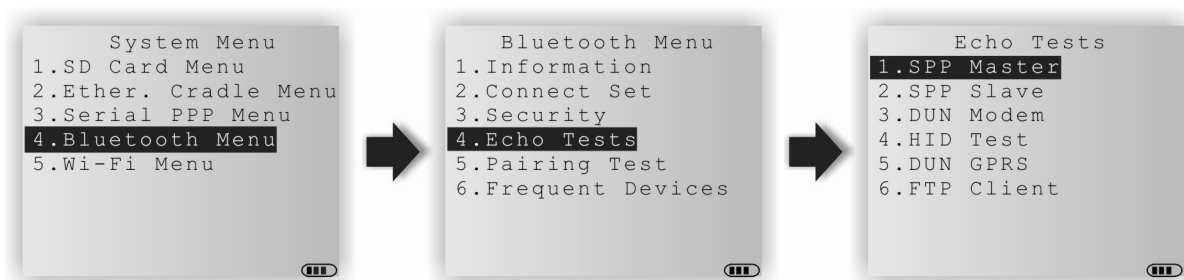 System Menu
1.SD Card Menu
2.Ether. Cradle Menu
3.Serial PPP Menu
4.Bluetooth Menu
5.Wi-Fi Menu
Bluetooth Menu
1.Information
2.Connect Set
3.Security
4.Echo Tests
5.Pairing Test
6.Frequent Devices
Echo Tests
1.SPP Master
2.SPP Slave
3.DUN Modem
4.HID Test
5.DUN GPRS
6.FTP Client